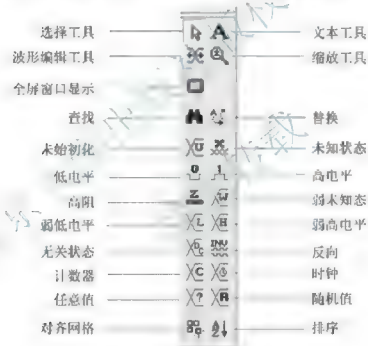 选择工具 A 文本工具
波形编辑工具 缩放工具
全屏窗口显示
查找 替换
未始初化 U X 未知状态
低电平 0 1 高电平
高阻 Z W 弱未知态
弱低电平 L H 弱高电平
无关状态 DC INV 反向
计数器 C 时钟
任意值 ? R 随机值
对齐网格 排序